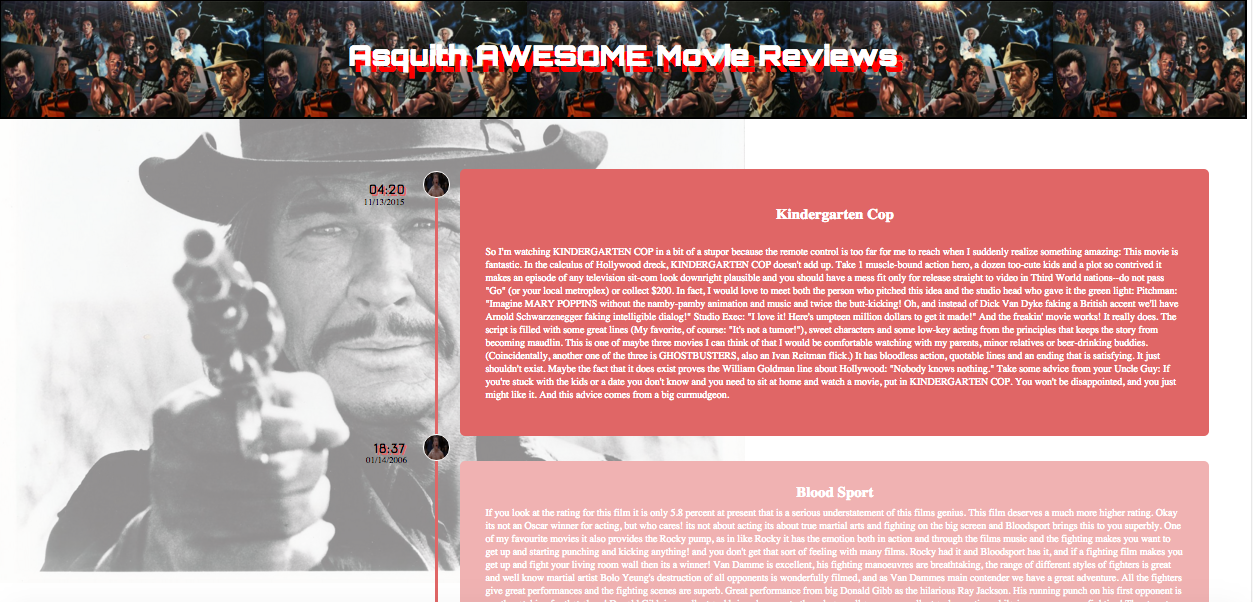 Asquith AWESOME Movie Reviews
04:20
11/13/2015
Kindergarten Cop
So I'm watching KINDERGARTEN COP in a bit of a stupor because the remote control is too far for me to reach when I suddenly realize something amazing: This movie is
fantastic. In the calculus of Hollywood dreck, KINDERGARTEN COP doesn't add up. Take 1 muscle-bound action hero, a dozen too-cute kids and a plot so contrived it
makes an episode of any television sit-com look downright plausible and you should have a mess fit only for release straight to video in Third World nations--do not pass
"Go" (or your local metroplex) or collect $200. In fact, I would love to meet both the person who pitched this idea and the studio head who gave it the green light: Pitchman:
"Imagine MARY POPPINS without the namby-pamby animation and music and twice the butt-kicking! Oh, and instead of Dick Van Dyke faking a British accent we'll have
Arnold Schwarzenegger faking intelligible dialog!" Studio Exec: "I love it! Here's umpteen million dollars to get it made!" And the freakin' movie works! It really does. The
script is filled with some great lines (My favorite, of course: "It's not a tumor!"), sweet characters and some low-key acting from the principles that keeps the story from
becoming maudlin. This is one of maybe three movies I can think of that I would be comfortable watching with my parents, minor relatives or beer-drinking buddies.
(Coincidentally, another one of the three is GHOSTBUSTERS, also an Ivan Reitman flick.) It has bloodless action, quotable lines and an ending that is satisfying. It just
shouldn't exist. Maybe the fact that it does exist proves the William Goldman line about Hollywood: "Nobody knows nothing." Take some advice from your Uncle Guy: If
you're stuck with the kids or a date you don't know and you need to sit at home and watch a movie, put in KINDERGARTEN COP. You won't be disappointed, and you just
might like it. And this advice comes from a big curmudgeon.
18:37
01/14/2006
Blood Sport
If you look at the rating for this film it is only 5.8 percent at present that is a serious understatement of this films genius. This film deserves a much more higher rating. Okay
its not an Oscar winner for acting, but who cares! its not about acting its about true martial arts and fighting on the big screen and Bloodsport brings this to you superbly. One
of my favourite movies it also provides the Rocky pump, as in like Rocky it has the emotion both in action and through the films music and the fighting makes you want to
get up and starting punching and kicking anything! and you don't get that sort of feeling with many films. Rocky had it and Bloodsport has it, and if a fighting film makes you
get up and fight your living room wall then its a winner! Van Damme is excellent, his fighting manoeuvres are breathtaking, the range of different styles of fighters is great
and well know martial artist Bolo Yeung's destruction of all opponents is wonderfully filmed, and as Van Dammes main contender we have a great adventure. All the fighters
give great performances and the fighting scenes are superb. Great performance from big Donald Gibb as the hilarious Ray Jackson. His running punch on his first opponent is